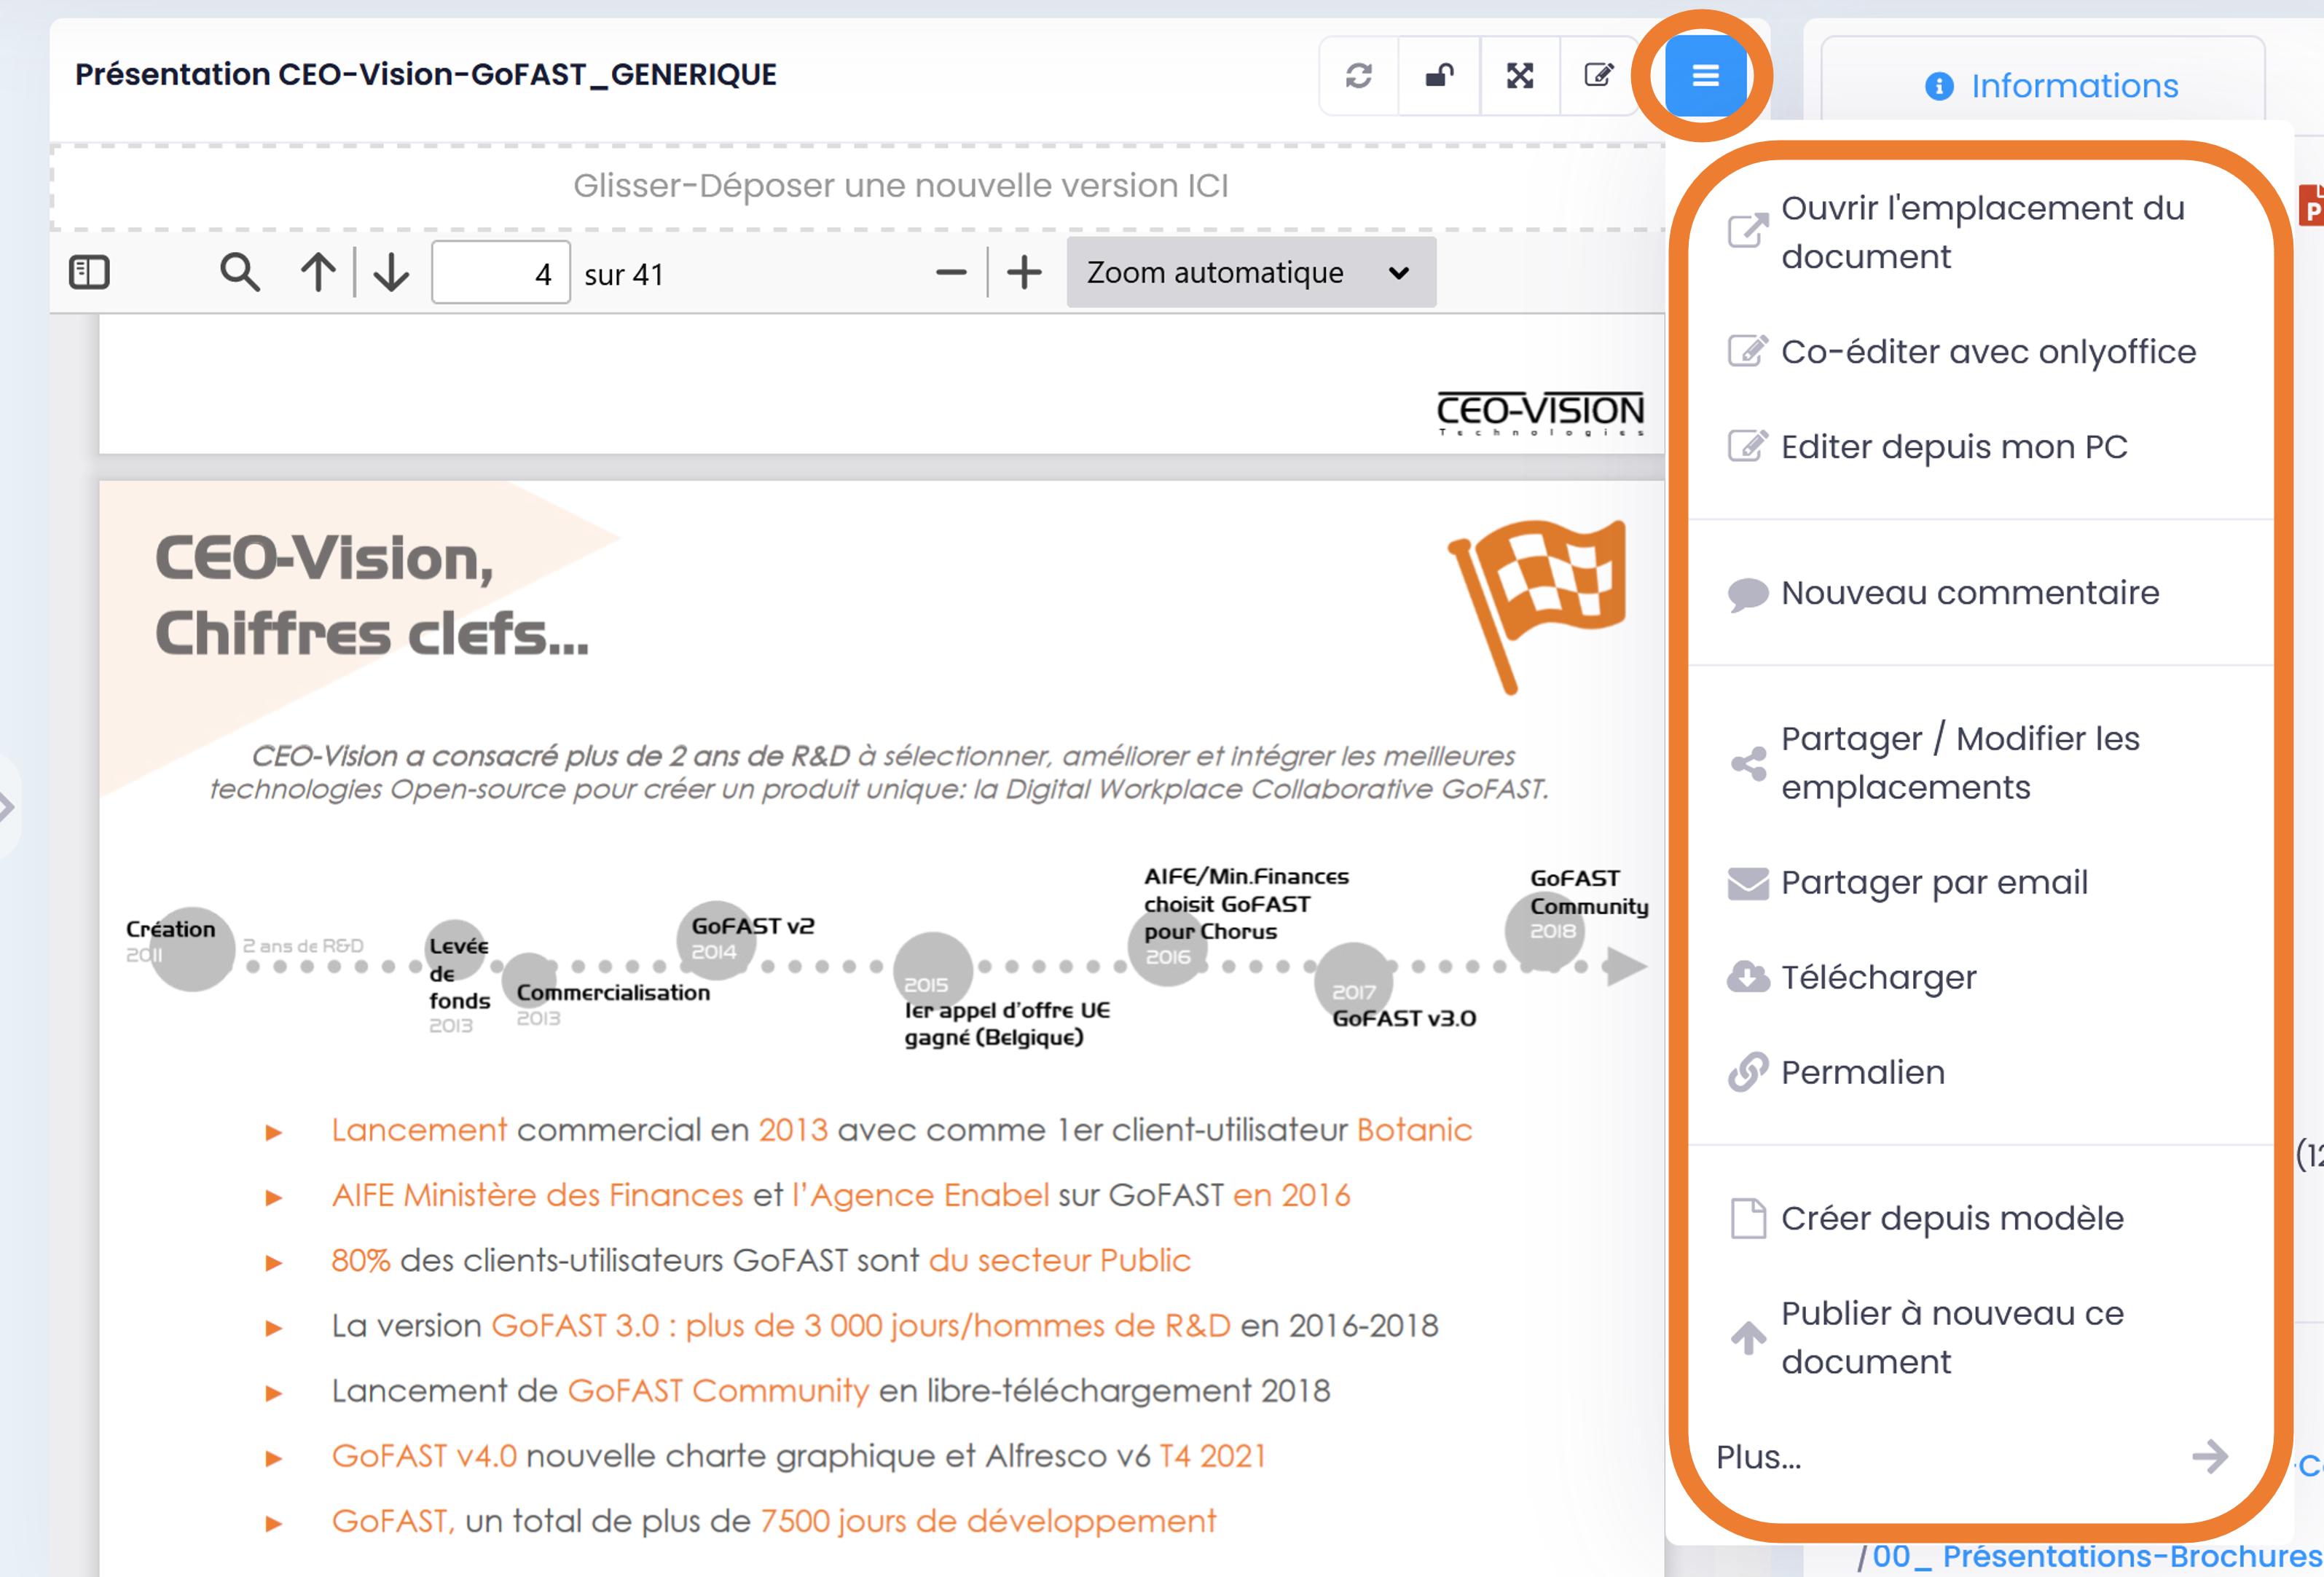 Présentation CEO-Vision-GoFAST_GENERIQUE
Informations
Glisser-Déposer une nouvelle version ICI
4 sur 41
Zoom automatique
CEO-VISION
Technologies
CEO-Vision,
Chiffres clefs...
CEO-Vision a consacré plus de 2 ans de R&D à sélectionner, améliorer et intégrer les meilleures
technologies Open-source pour créer un produit unique: la Digital Workplace Collaborative GoFAST.
Création
2011
2 ans de R&D
Levée
de
fonds
2013
Commercialisation
2013
GoFAST v2
2014
2015
1er appel d'offre UE
gagné (Belgique)
AIFE/Min.Finances
choisit GoFAST
pour Chorus
2016
2017
GoFAST v3.0
GoFAST
Community
2018
► Lancement commercial en 2013 avec comme 1er client-utilisateur Botanic
► AIFE Ministère des Finances et l'Agence Enabel sur GoFAST en 2016
► 80% des clients-utilisateurs GoFAST sont du secteur Public
► La version GoFAST 3.0 : plus de 3 000 jours/hommes de R&D en 2016-2018
► Lancement de GoFAST Community en libre-téléchargement 2018
► GoFAST v4.0 nouvelle charte graphique et Alfresco v6 T4 2021
► GoFAST, un total de plus de 7500 jours de développement
Ouvrir l'emplacement du
document
Co-éditer avec onlyoffice
Editer depuis mon PC
Nouveau commentaire
Partager / Modifier les
emplacements
Partager par email
Télécharger
Permalien
Créer depuis modèle
Publier à nouveau ce
document
Plus...
P
(12
-C
/00_ Présentations-Brochures